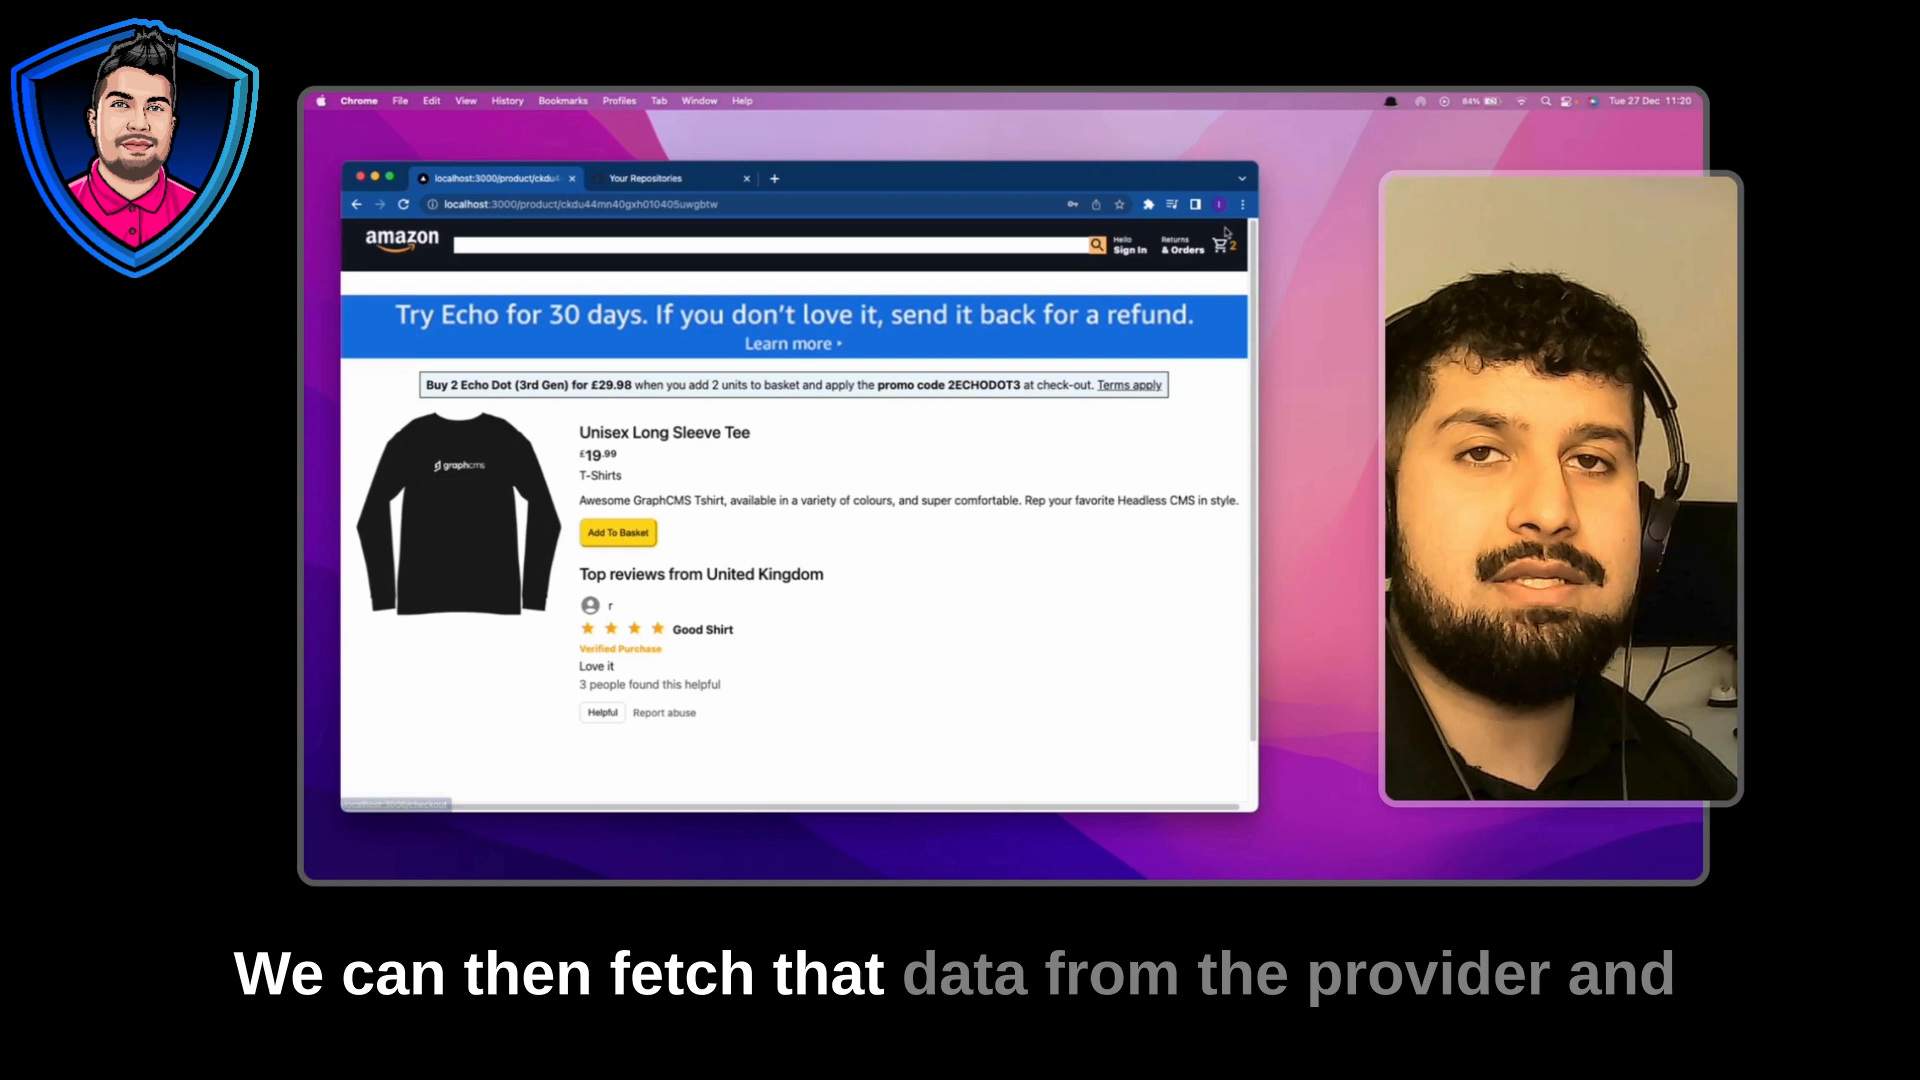 Chrome File Edit View History Bookmarks Profiles Tab Window Help
84% Tue 27 Dec 11:20
localhost:3000/product/ckdu4 Your Repositories
localhost:3000/product/ckdu44mn40gxh010405uwgbtw
amazon
Hello
Sign In
Returns
& Orders
2
Try Echo for 30 days. If you don’t love it, send it back for a refund.
Learn more
Buy 2 Echo Dot (3rd Gen) for £29.98 when you add 2 units to basket and apply the promo code 2ECHODOT3 at check-out. Terms apply
graphcms
Unisex Long Sleeve Tee
£19.99
T-Shirts
Awesome GraphCMS Tshirt, available in a variety of colours, and super comfortable. Rep your favorite Headless CMS in style.
Add To Basket
Top reviews from United Kingdom
r
Good Shirt
Verified Purchase
Love it
3 people found this helpful
Helpful Report abuse
localhost:3000/checkout
We can then fetch that data from the provider and